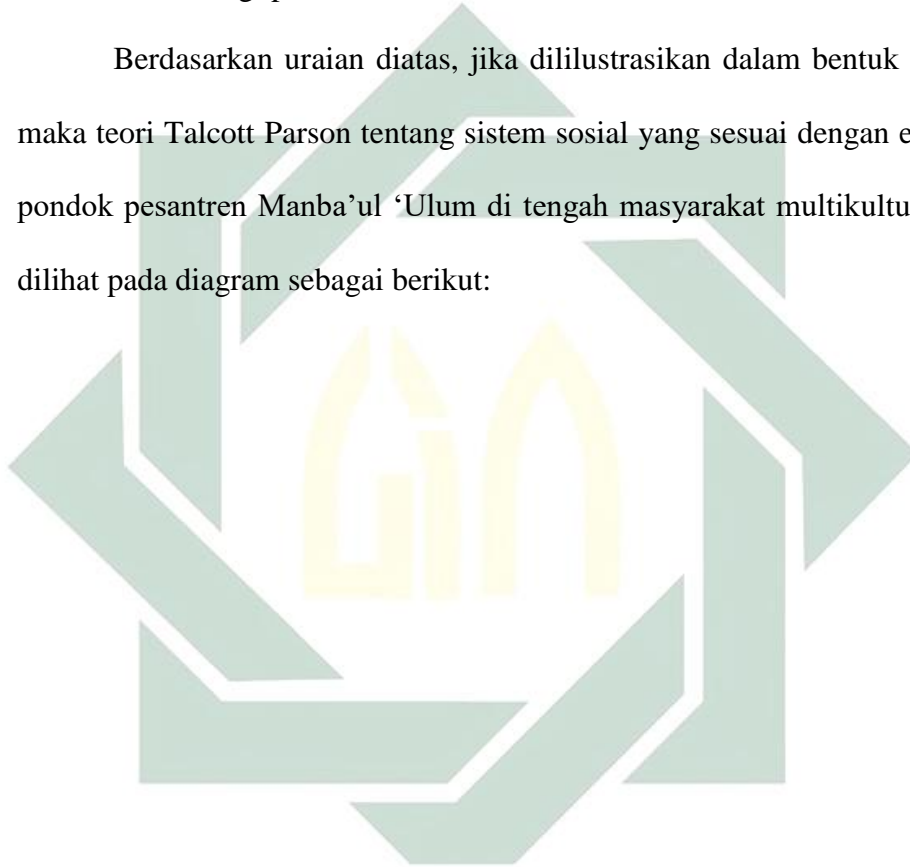 Berdasarkan uraian diatas, jika dililustrasikan dalam bentuk
maka teori Talcott Parson tentang sistem sosial yang sesuai dengan e
pondok pesantren Manba’ul ‘Ulum di tengah masyarakat multikultu
dilihat pada diagram sebagai berikut: